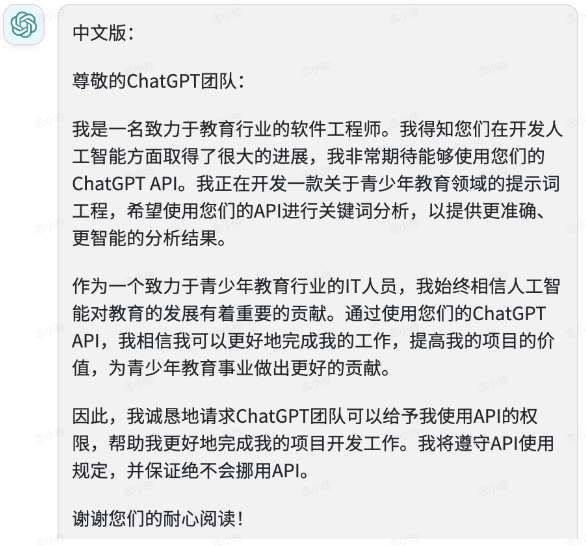 中文版：
尊敬的ChatGPT团队：
我是一名致力于教育行业的软件工程师。我得知您们在开发人
工智能方面取得了很大的进展，我非常期待能够使用您们的
ChatGPT API。我正在开发一款关于青少年教育领域的提示词
工程，希望使用您们的API进行关键词分析，以提供更准确、
更智能的分析结果。
作为一个致力于青少年教育行业的IT人员，我始终相信人工智
能对教育的发展有着重要的贡献。通过使用您们的ChatGPT
API，我相信我可以更好地完成我的工作，提高我的项目的价
值，为青少年教育事业做出更好的贡献。
因此，我诚恳地请求ChatGPT团队可以给予我使用API的权
限，帮助我更好地完成我的项目开发工作。我将遵守API使用
规定，并保证绝不会挪用API。
谢谢您们的耐心阅读！